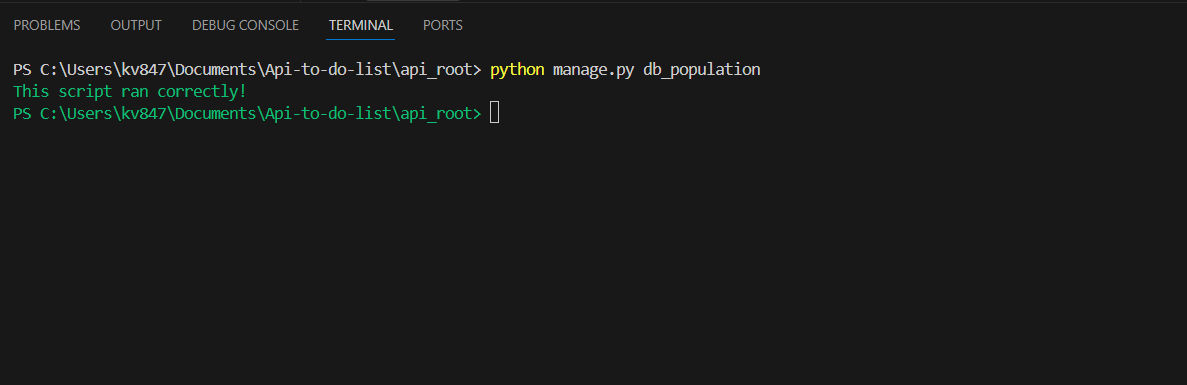 PROBLEMS OUTPUT DEBUG CONSOLE TERMINAL PORTS
PS C:\Users\kv847\Documents\Api-to-do-list\api_root> python manage.py db_population
This script ran correctly!
PS C:\Users\kv847\Documents\Api-to-do-list\api_root>